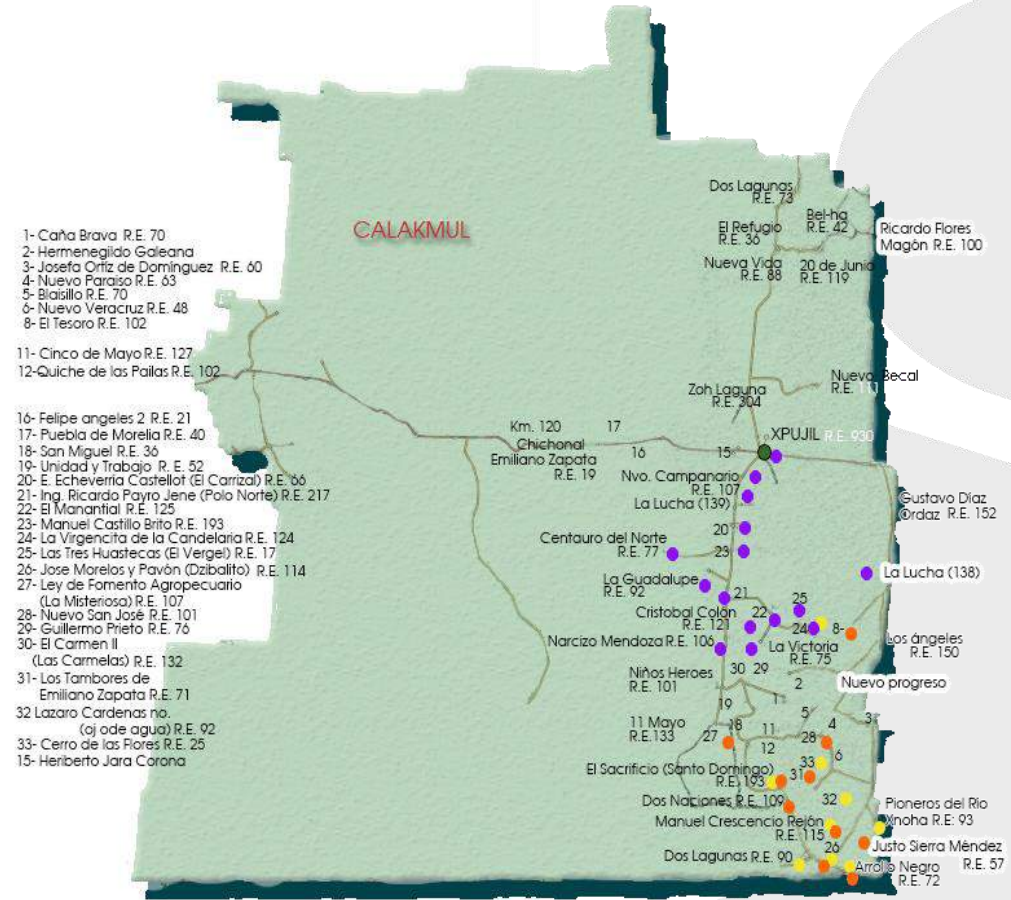 CALAKMUL
1- Caña Brava R.E. 70
2- Hermenegildo Galeana
3- Josefa Ortíz de Domínguez R.E. 60
4- Nuevo Paraiso R.E. 63
5- Blaisillo R.E. 70
6- Nuevo Veracruz R.E. 48
8- El Tesoro R.E. 102
11- Cinco de Mayo R.E. 127
12-Quiche de las Pailas R.E. 102
16- Felipe angeles 2 R.E. 21
17- Puebla de Morelia R.E. 40
18- San Miguel R.E. 36
19- Unidad y Trabajo R. E. 52
20- E. Echeverría Castellot (El Carrizal) R.E. 66
21- Ing. Ricardo Payro Jene (Polo Norte) R.E. 217
22- El Manantial R.E. 125
23- Manuel Castillo Brito R.E. 193
24- La Virgencita de la Candelaria R.E. 124
25- Las Tres Huastecas (El Vergel) R.E. 17
26- Jose Morelos y Pavón (Dzibalito) R.E. 114
27- Ley de Fomento Agropecuario
(La Misteriosa) R.E. 107
28- Nuevo San José R.E. 101
29- Guillermo Prieto R.E. 76
30- El Carmen II
(Las Carmelas) R.E. 132
31- Los Tambores de
Emiliano Zapata R.E. 71
32 Lazaro Cardenas no.
(oj ode agua) R.E. 92
33- Cerro de las Flores R.E. 25
15- Heriberto Jara Corona
Dos Lagunas
R.E. 73
El Refugio
R.E. 36
Bel-ha
R.E. 42
Ricardo Flores
Magón R.E. 100
Nueva Vida
R.E. 88
20 de Junio
R.E. 119
Nuevo Becal
R.E. 111
Zoh Laguna
R.E. 304
Km. 120
17
Chichonal
16
15
XPUJIL R.E. 930
Emiliano Zapata
R.E. 19
Nvo. Campanario
R.E. 107
La Lucha (139)
Gustavo Díaz
Ordaz R.E. 152
20
23
Centauro del Norte
R.E. 77
La Lucha (138)
La Guadalupe
R.E. 92
21
25
Cristobal Colón
R.E. 121
22
24
8-
Narcizo Mendoza R.E. 106
La Victoria
R.E. 75
Los ángeles
R.E. 150
30
29
Niños Heroes
R.E. 101
2
Nuevo progreso
1
19
5
3
11 Mayo
R.E.133
18
27
11
12
4
28
6
33
El Sacrificio (Santo Domingo)
R.E. 193
31
Dos Naciones R.E. 109
32
Pioneros del Río
Xnoha R.E: 93
Manuel Crescencio Rejón
R.E. 115
26
Justo Sierra Méndez
R.E. 57
Dos Lagunas R.E. 90
Arrollo Negro
R.E. 72